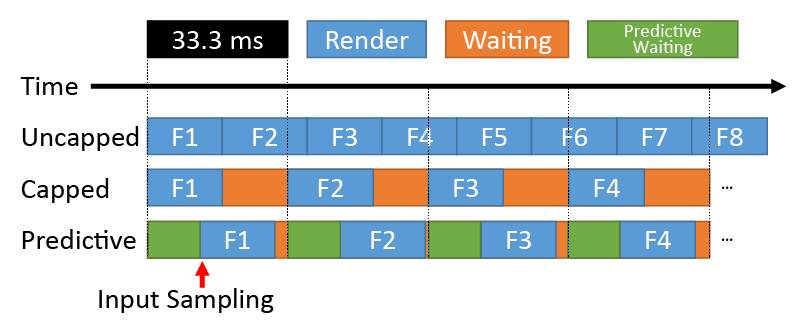 33.3 ms Render Waiting Predictive
Waiting
Time
Uncapped F1 F2 F3 F4 F5 F6 F7 F8
Capped F1 F2 F3 F4 ...
Predictive F1 F2 F3 F4 ...
Input Sampling